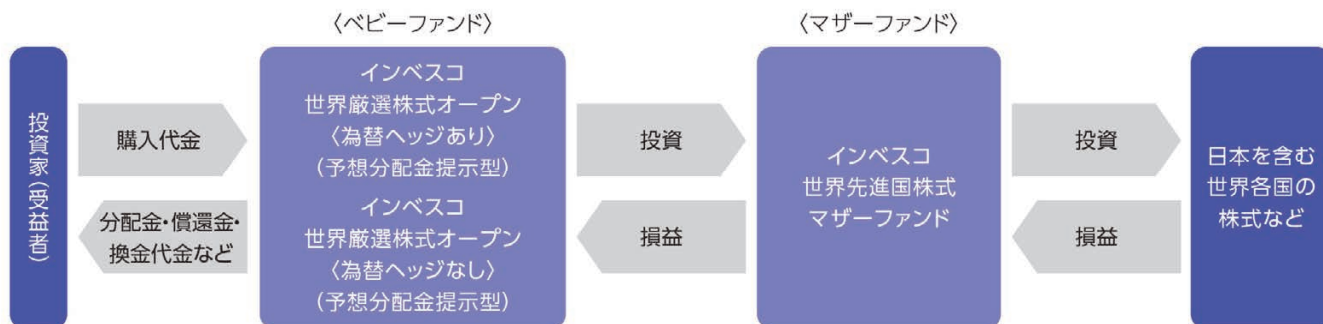 〈ベビーファンド〉
〈マザーファンド〉
投資家（受益者）
購入代金
分配金・償還金・
換金代金など
インベスコ
世界厳選株式オープン
〈為替ヘッジあり〉
(予想分配金提示型)
インベスコ
世界厳選株式オープン
〈為替ヘッジなし〉
(予想分配金提示型)
投資
損益
インベスコ
世界先進国株式
マザーファンド
投資
損益
日本を含む
世界各国の
株式など